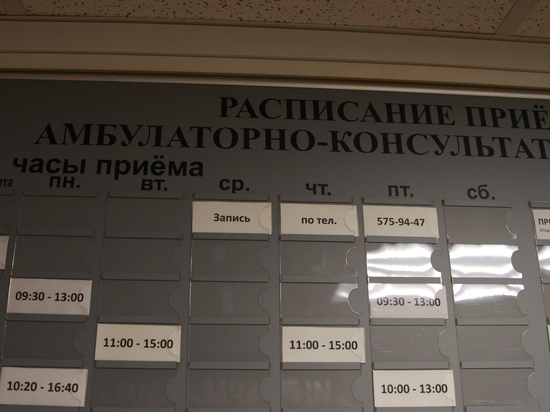 РАСПИСАНИЕ ПРИЁ
АМБУЛАТОРНО-КОНСУЛЬТАТ
часы приёма
пн. вт. ср. чт. пт. сб.
Запись по тел. 575-94-47
09:30 - 13:00 09:30 - 13:00
11:00 - 15:00 11:00 - 15:00
10:20 - 16:40 10:00 - 13:00